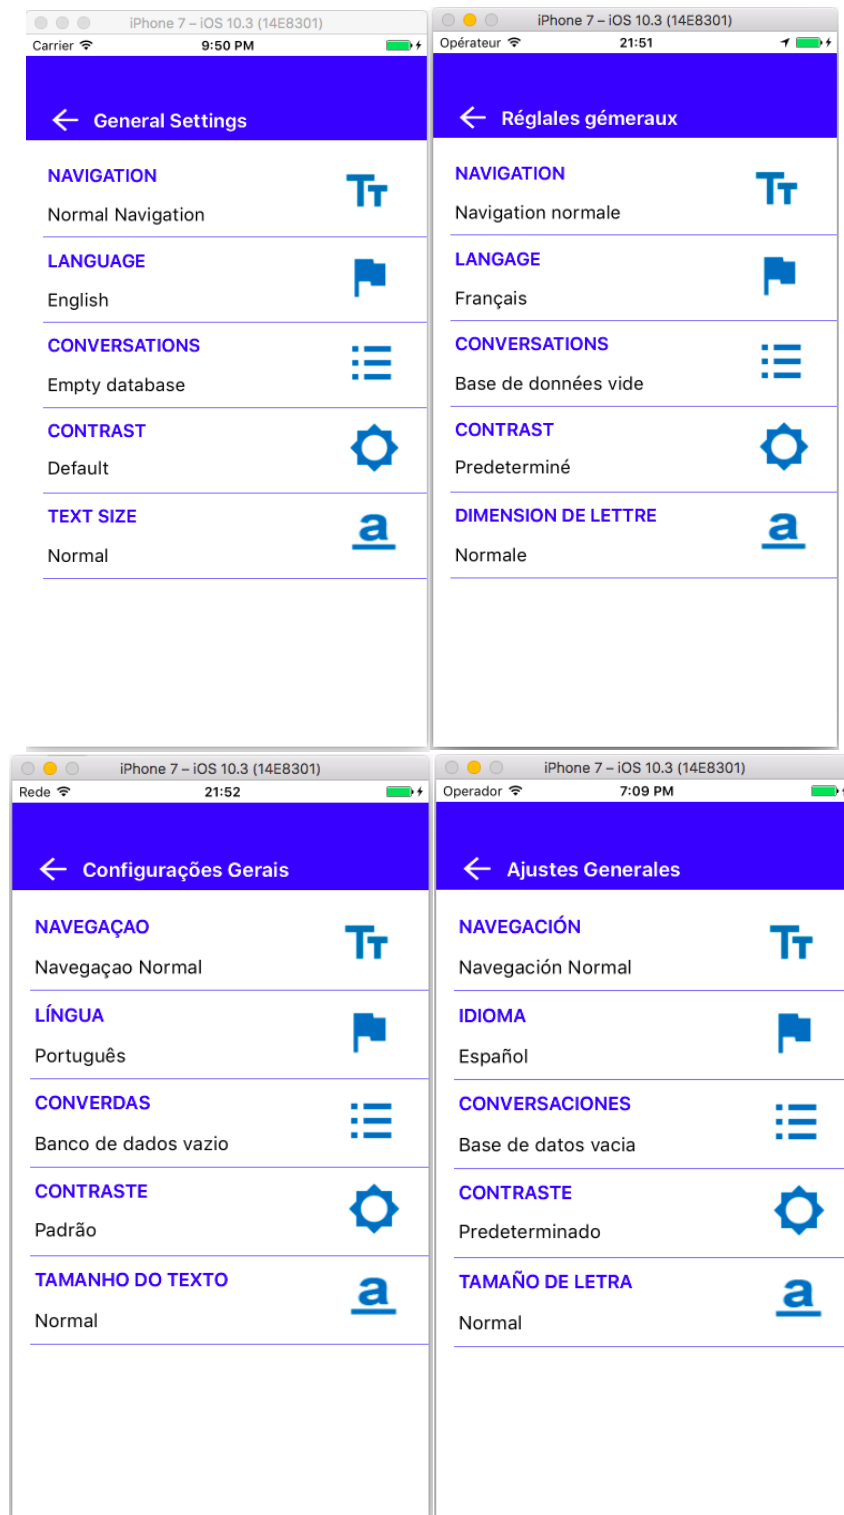 iPhone 7 – iOS 10.3 (14E8301)
Carrier 9:50 PM
General Settings
NAVIGATION
Normal Navigation
LANGUAGE
English
CONVERSATIONS
Empty database
CONTRAST
Default
TEXT SIZE
Normal
iPhone 7 – iOS 10.3 (14E8301)
Opérateur 21:51
Réglales gémeraux
NAVIGATION
Navigation normale
LANGAGE
Français
CONVERSATIONS
Base de données vide
CONTRAST
Predeterminé
DIMENSION DE LETTRE
Normale
iPhone 7 – iOS 10.3 (14E8301)
Rede 21:52
Configurações Gerais
NAVEGAÇAO
Navegaçao Normal
LÍNGUA
Português
CONVERDAS
Banco de dados vazio
CONTRASTE
Padrão
TAMANHO DO TEXTO
Normal
iPhone 7 – iOS 10.3 (14E8301)
Operador 7:09 PM
Ajustes Generales
NAVEGACIÓN
Navegación Normal
IDIOMA
Español
CONVERSACIONES
Base de datos vacia
CONTRASTE
Predeterminado
TAMAÑO DE LETRA
Normal